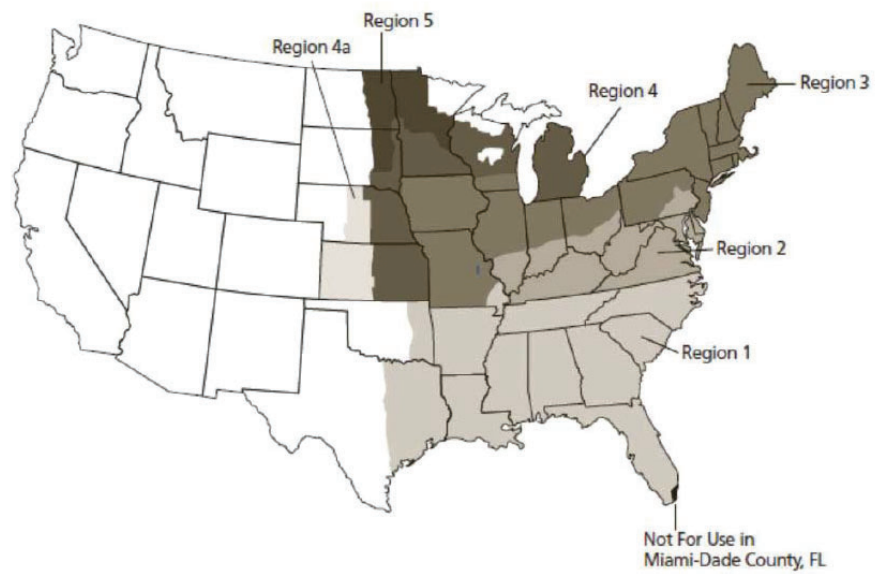 Region 5
Region 4a
Region 4
Region 3
Region 2
Region 1
Not For Use in
Miami-Dade County, FL